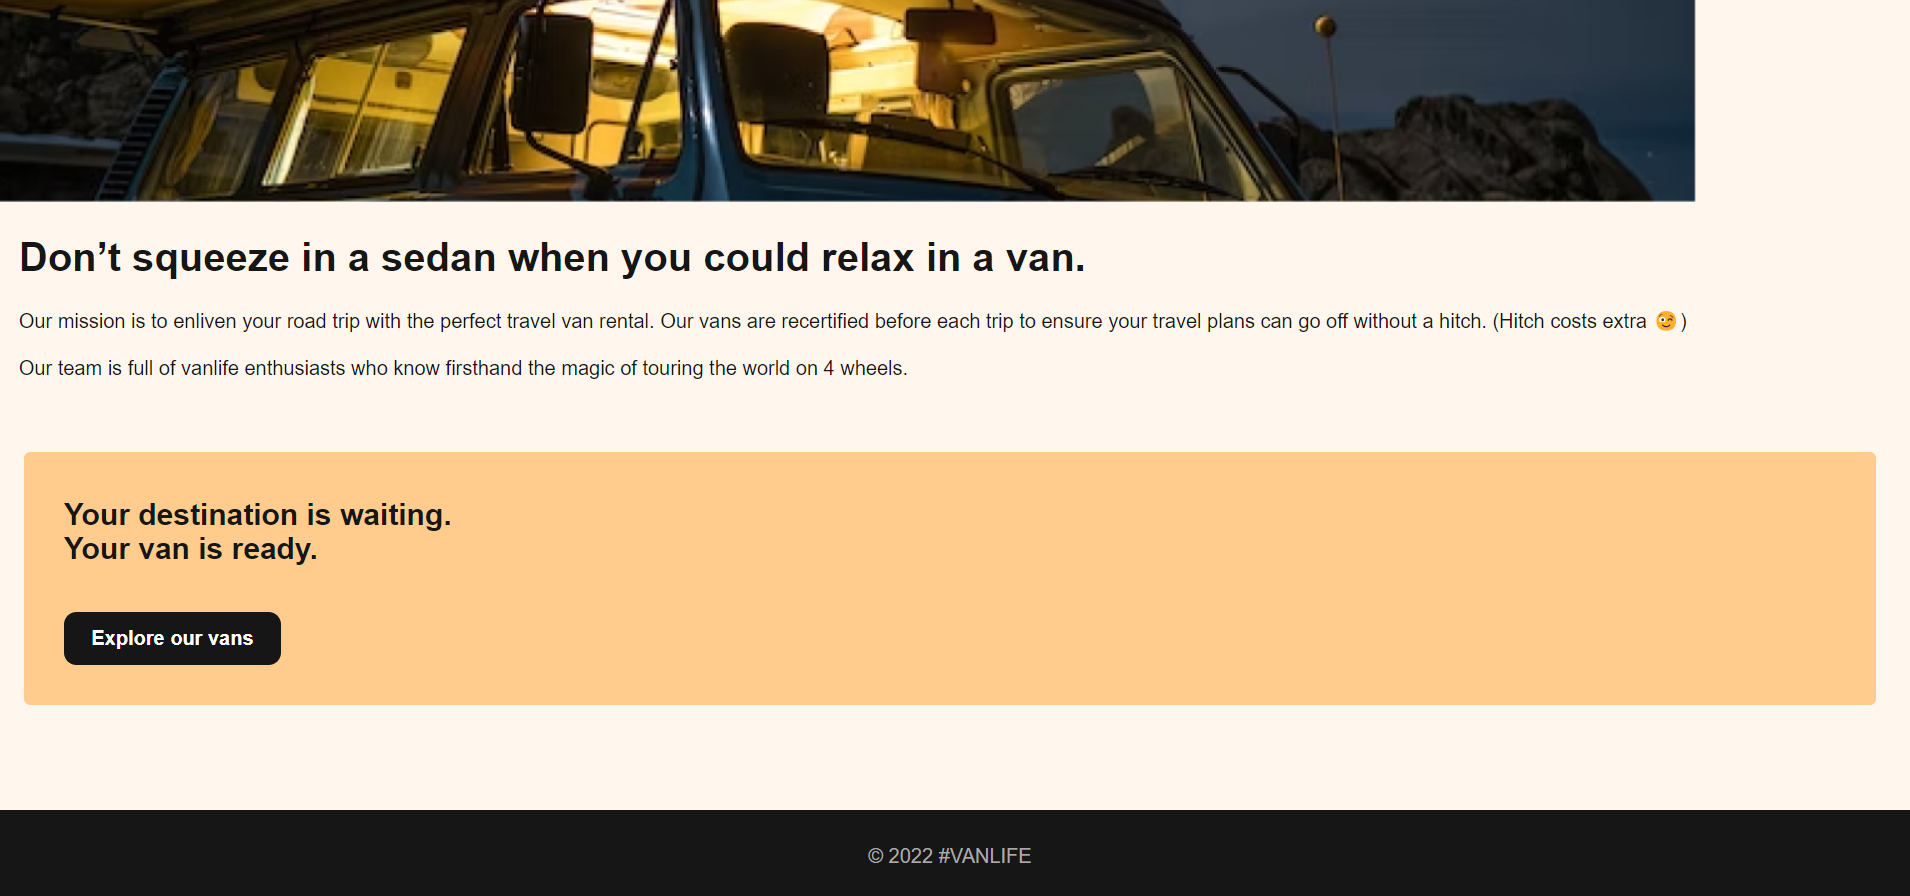 Don’t squeeze in a sedan when you could relax in a van.
Our mission is to enliven your road trip with the perfect travel van rental. Our vans are recertified before each trip to ensure your travel plans can go off without a hitch. (Hitch costs extra 😉)
Our team is full of vanlife enthusiasts who know firsthand the magic of touring the world on 4 wheels.
Your destination is waiting.
Your van is ready.
Explore our vans
© 2022 #VANLIFE